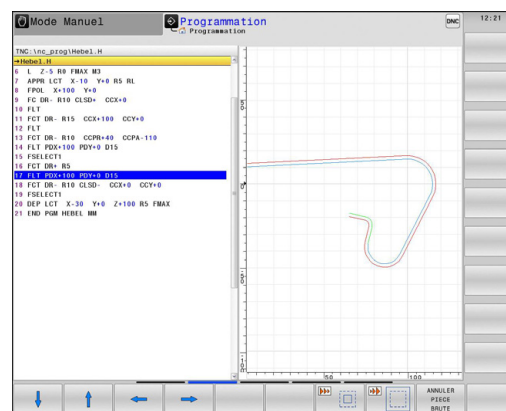 Mode Manuel
Programmation
Programmation
DNC
12:21
TNC:\nc_prog\Hebel.H
→Hebel.H
6 L Z-5 R0 FMAX M3
7 APPR LCT X-10 Y+0 R5 RL
8 FPOL X+100 Y+0
9 FC DR- R10 CLSD+ CCX+0
10 FLT
11 FCT DR- R15 CCX+100 CCY+0
12 FLT
13 FCT DR- R10 CCPR+40 CCPA-110
14 FLT PDX+100 PDY+0 D15
15 FSELECT1
16 FCT DR+ R5
17 FLT PDX+100 PDY+0 D15
18 FCT DR- R10 CLSD- CCX+0 CCY+0
19 FSELECT1
20 DEP LCT X-30 Y+0 Z+100 R5 FMAX
21 END PGM HEBEL MM
50
0
50
100
ANNULER
PIECE
BRUTE